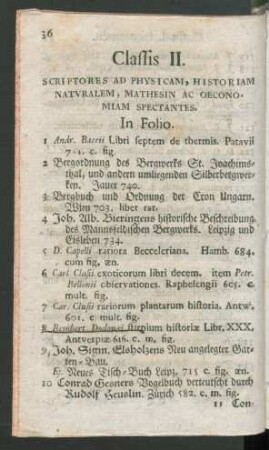 36
Classis II.
SCRIPTORES AD PHYSICAM, HISTORIAM
NATVRALEM, MATHESIN AC OECONO-
MIAM SPECTANTES.
In Folio.
1 Andr. Baccii Libri septem de thermis. Patavii
711. c. fig.
2 Bergordnung des Bergwerks St. Joachims-
thal, und andern umliegenden Silberbergwer-
ken. Jauer 740.
3 Bergbuch und Ordnung der Cron Ungarn.
Wien 703. liber rar.
4 Joh. Alb. Bieringens historische Beschreibung
des Mannsfeldischen Bergwerks. Leipzig und
Eisleben 734.
5 D. Capelli rariora Beccelerians. Hamb. 684.
cum fig. æn.
6 Carl Clusii exoticorum libri decem. item Petr.
Bellonii observationes. Raphelengii 605. c.
mult. fig.
7 Car. Clusii rariorum plantarum historia. Antw.
601. c mult. fig.
8 Rembert Dodonæi stirpium historiæ Libr. XXX.
Antverpiæ 616. c. m. fig.
9 Joh. Sigm. Elsholzens Neu angelegter Gar-
ten-Bau.
Ej. Neues Tisch-Buch Leipz. 715 c. fig. æn.
10 Conrad Gesners Vogelbuch verteutscht durch
Rudolf Heuslin. Zürich 582. c. m. fig.
11 Con-